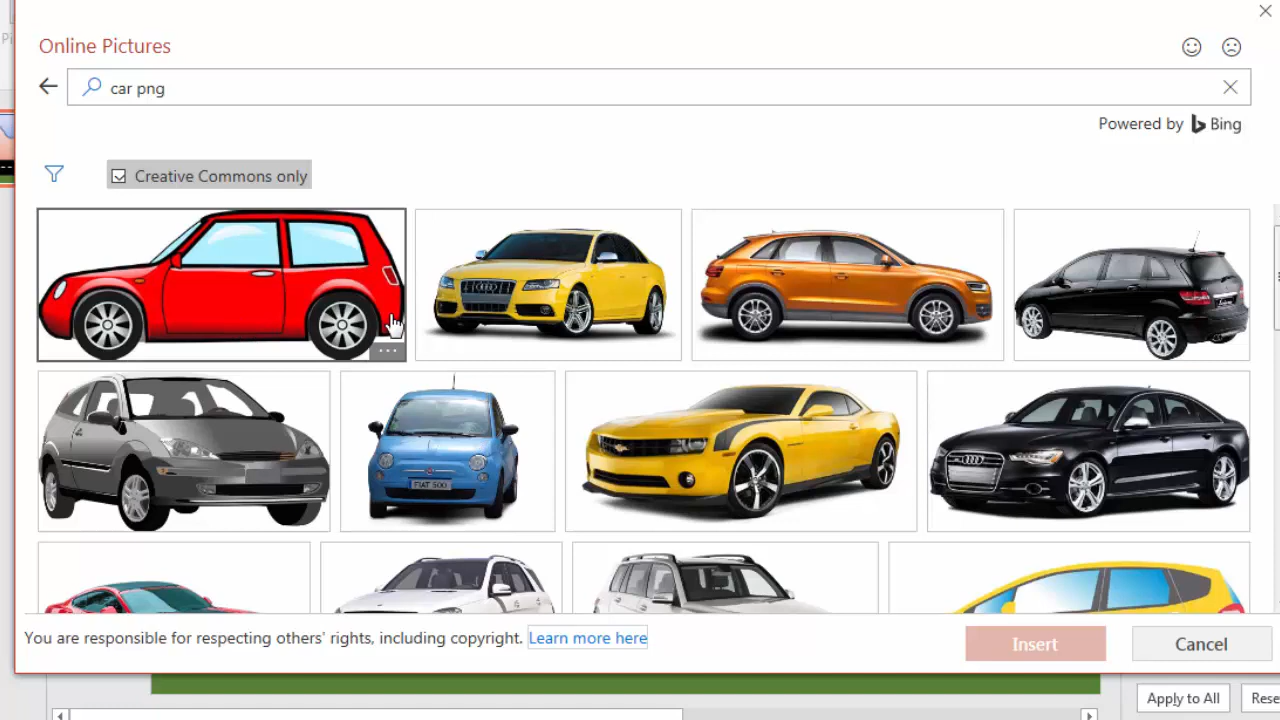 Online Pictures
car png
Powered by Bing
Creative Commons only
...
FIAT 500
You are responsible for respecting others' rights, including copyright. Learn more here
Insert
Cancel
Apply to All